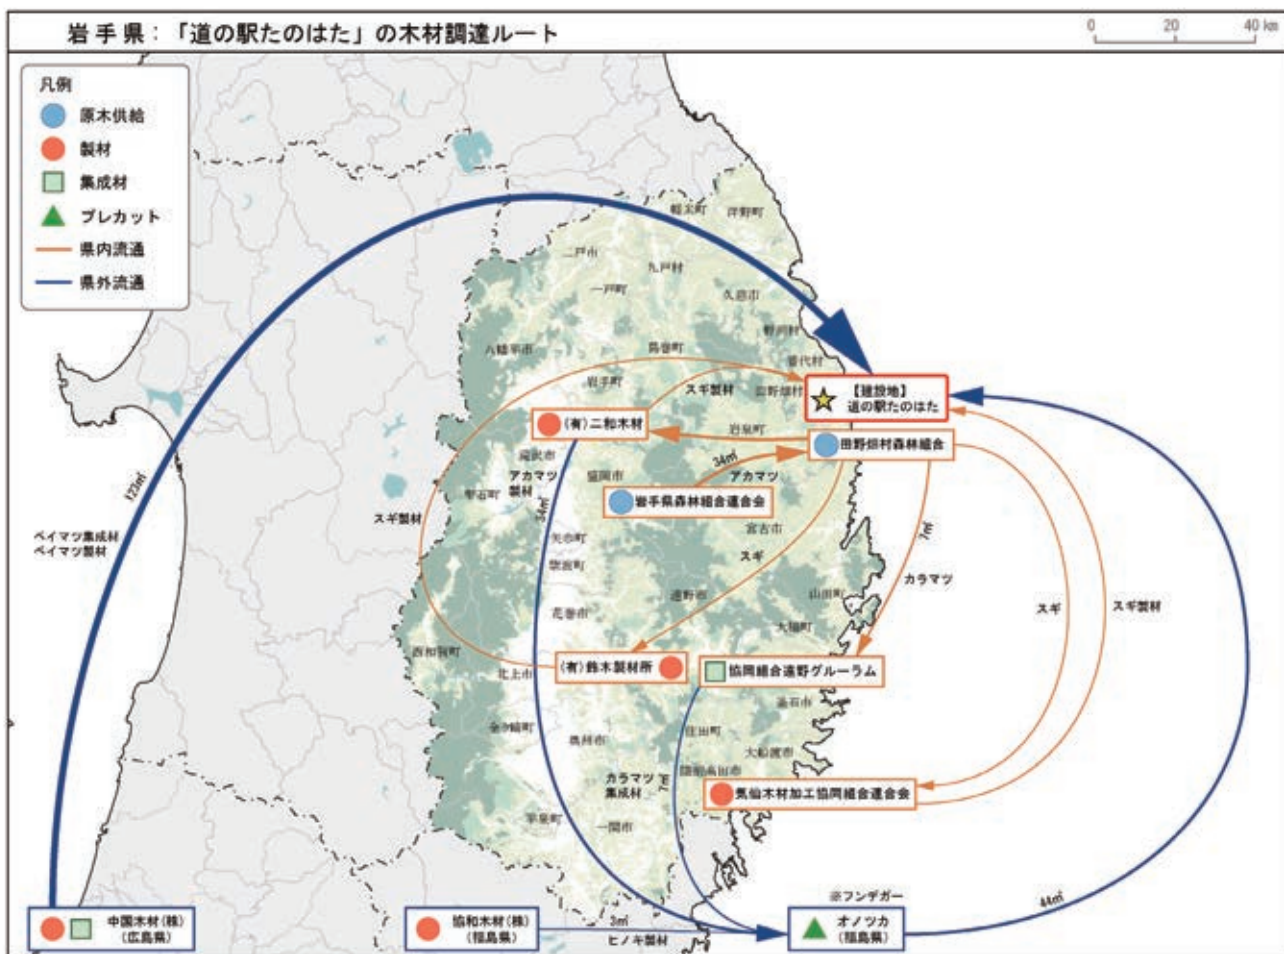 岩手県：「道の駅たのはた」の木材調達ルート
0 20 40 km
凡例
原木供給
製材
集成材
プレカット
県内流通
県外流通
軽米町
洋野町
二戸市
九戸村
一戸町
久慈市
野田村
普代村
八幡平市
葛巻町
岩手町
スギ製材
田野畑村
【建設地】
道の駅たのはた
(有)二和木材
岩泉町
田野畑村森林組合
滝沢市
34㎥
アカマツ
製材
盛岡市
アカマツ
雫石町
34㎥
岩手県森林組合連合会
123㎥
ベイマツ集成材
ベイマツ製材
スギ製材
矢巾町
宮古市
7㎥
紫波町
スギ
カラマツ
遠野市
山田町
花巻市
大槌町
スギ
スギ製材
西和賀町
北上市
(有)鈴木製材所
協同組合遠野グルーラム
釜石市
金ケ崎町
奥州市
住田町
大船渡市
カラマツ
集成材
7㎥
陸前高田市
気仙木材加工協同組合連合会
平泉町
一関市
※フンデガー
中国木材(株)
(広島県)
協和木材(株)
(福島県)
3㎥
ヒノキ製材
オノツカ
(福島県)
44㎥